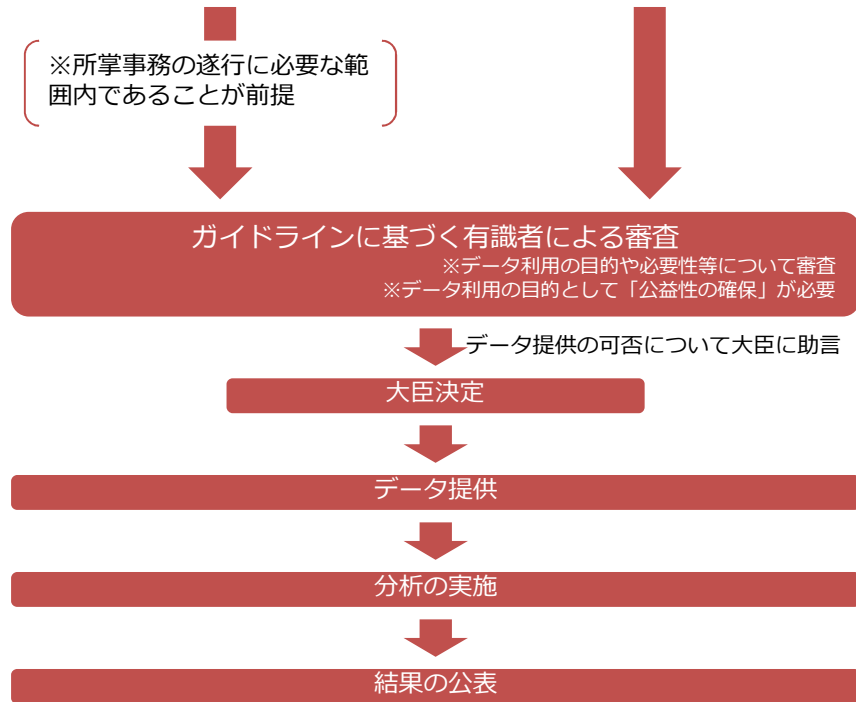 ※所掌事務の遂行に必要な範
囲内であることが前提
ガイドラインに基づく有識者による審査
※データ利用の目的や必要性等について審査
※データ利用の目的として「公益性の確保」が必要
データ提供の可否について大臣に助言
大臣決定
データ提供
分析の実施
結果の公表